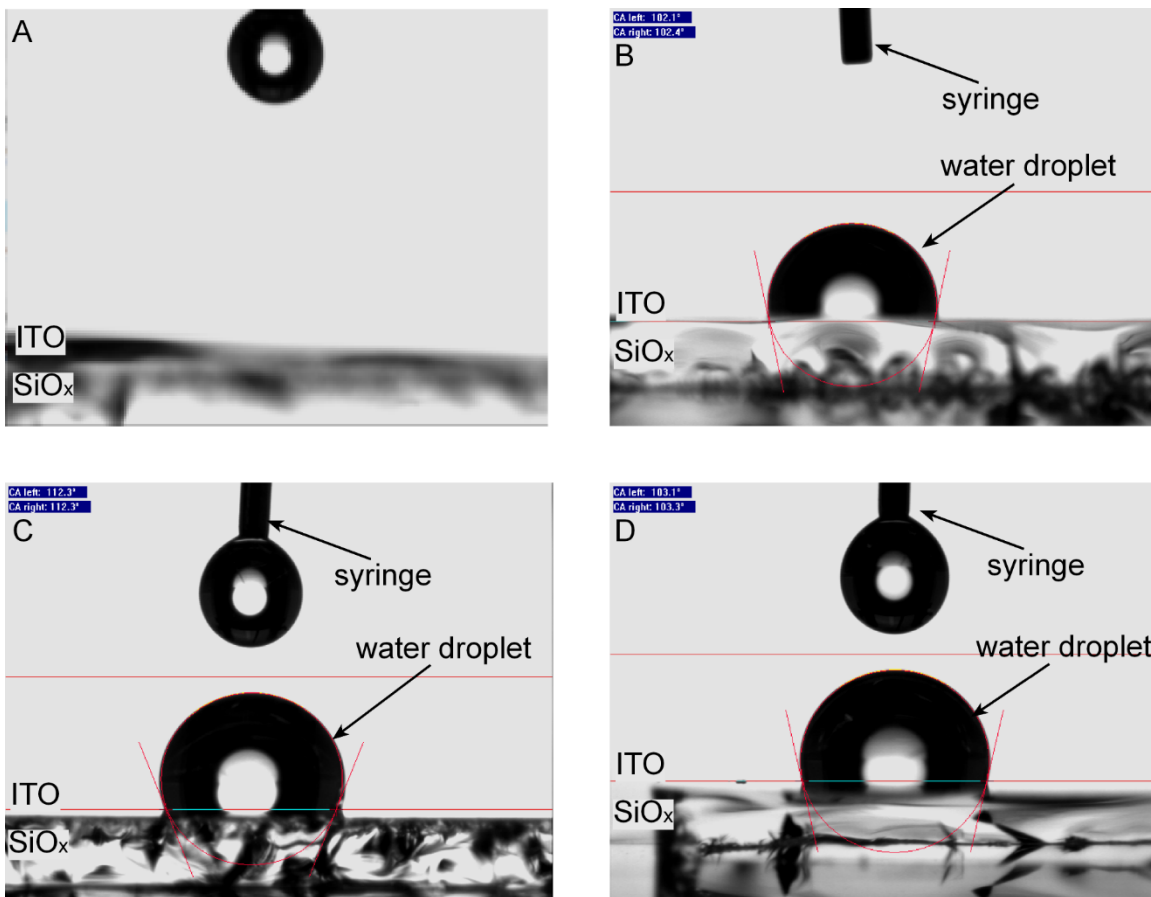 A
ITO
SiOx
CA left: 102.1°
CA right: 102.4°
B
syringe
water droplet
ITO
SiOx
CA left: 112.3°
CA right: 112.3°
C
syringe
water droplet
ITO
SiOx
CA left: 103.1°
CA right: 103.3°
D
syringe
water droplet
ITO
SiOx